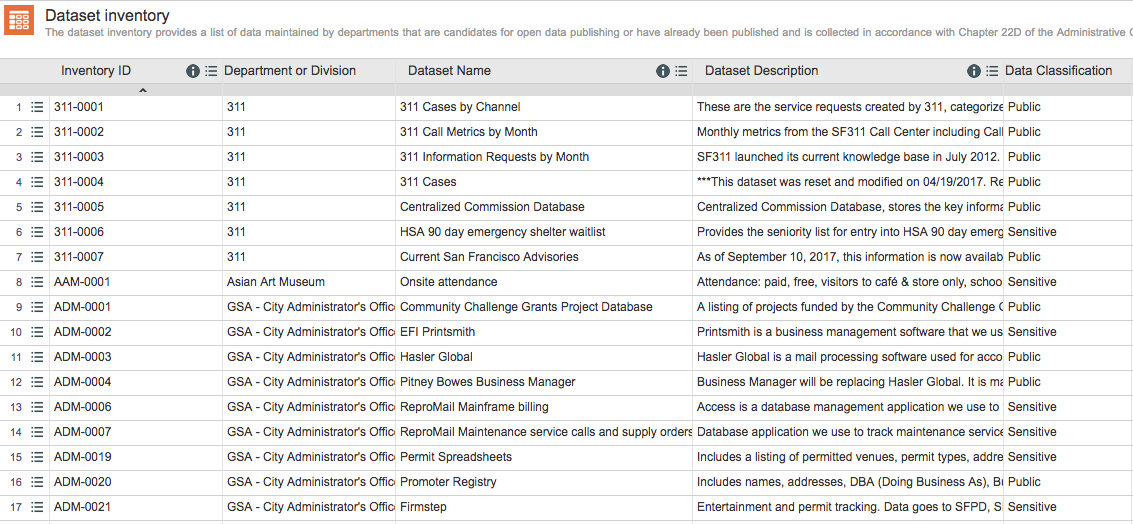 Dataset inventory
The dataset inventory provides a list of data maintained by departments that are candidates for open data publishing or have already been published and is collected in accordance with Chapter 22D of the Administrative C
Inventory ID Department or Division Dataset Name Dataset Description Data Classification
1 311-0001 311 311 Cases by Channel These are the service requests created by 311, categorize Public
2 311-0002 311 311 Call Metrics by Month Monthly metrics from the SF311 Call Center including Call Public
3 311-0003 311 311 Information Requests by Month SF311 launched its current knowledge base in July 2012. Public
4 311-0004 311 311 Cases ***This dataset was reset and modified on 04/19/2017. Re Public
5 311-0005 311 Centralized Commission Database Centralized Commission Database, stores the key informa Public
6 311-0006 311 HSA 90 day emergency shelter waitlist Provides the seniority list for entry into HSA 90 day emerg Sensitive
7 311-0007 311 Current San Francisco Advisories As of September 10, 2017, this information is now availab Public
8 AAM-0001 Asian Art Museum Onsite attendance Attendance: paid, free, visitors to café & store only, schoo Sensitive
9 ADM-0001 GSA - City Administrator's Offic Community Challenge Grants Project Database A listing of projects funded by the Community Challenge G Public
10 ADM-0002 GSA - City Administrator's Offic EFI Printsmith Printsmith is a business management software that we us Sensitive
11 ADM-0003 GSA - City Administrator's Offic Hasler Global Hasler Global is a mail processing software used for acco Public
12 ADM-0004 GSA - City Administrator's Offic Pitney Bowes Business Manager Business Manager will be replacing Hasler Global. It is ma Public
13 ADM-0006 GSA - City Administrator's Offic ReproMail Mainframe billing Access is a database management application we use to Sensitive
14 ADM-0007 GSA - City Administrator's Offic ReproMail Maintenance service calls and supply orders Database application we use to track maintenance service Sensitive
15 ADM-0019 GSA - City Administrator's Offic Permit Spreadsheets Includes a listing of permitted venues, permit types, addre Sensitive
16 ADM-0020 GSA - City Administrator's Offic Promoter Registry Includes names, addresses, DBA (Doing Business As), Bu Public
17 ADM-0021 GSA - City Administrator's Offic Firmstep Entertainment and permit tracking. Data goes to SFPD, S Sensitive